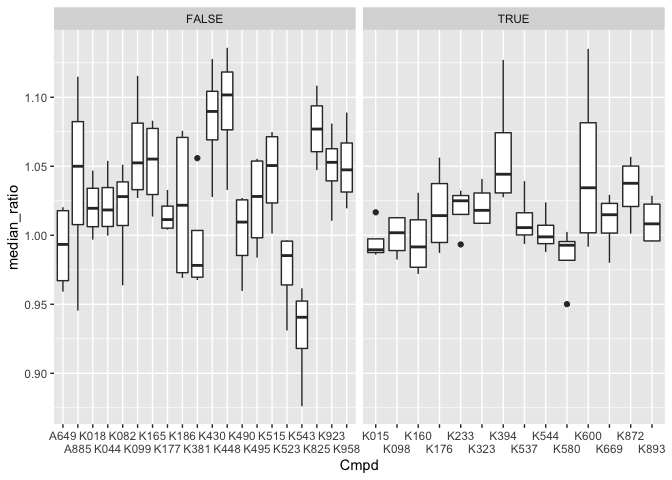 FALSE TRUE
1.10
1.05
1.00
0.95
0.90
median_ratio
A649 K018 K082 K165 K186 K430 K490 K515 K543 K923
A885 K044 K099 K177 K381 K448 K495 K523 K825 K958
K015 K160 K233 K394 K544 K600 K872
K098 K176 K323 K537 K580 K669 K893
Cmpd